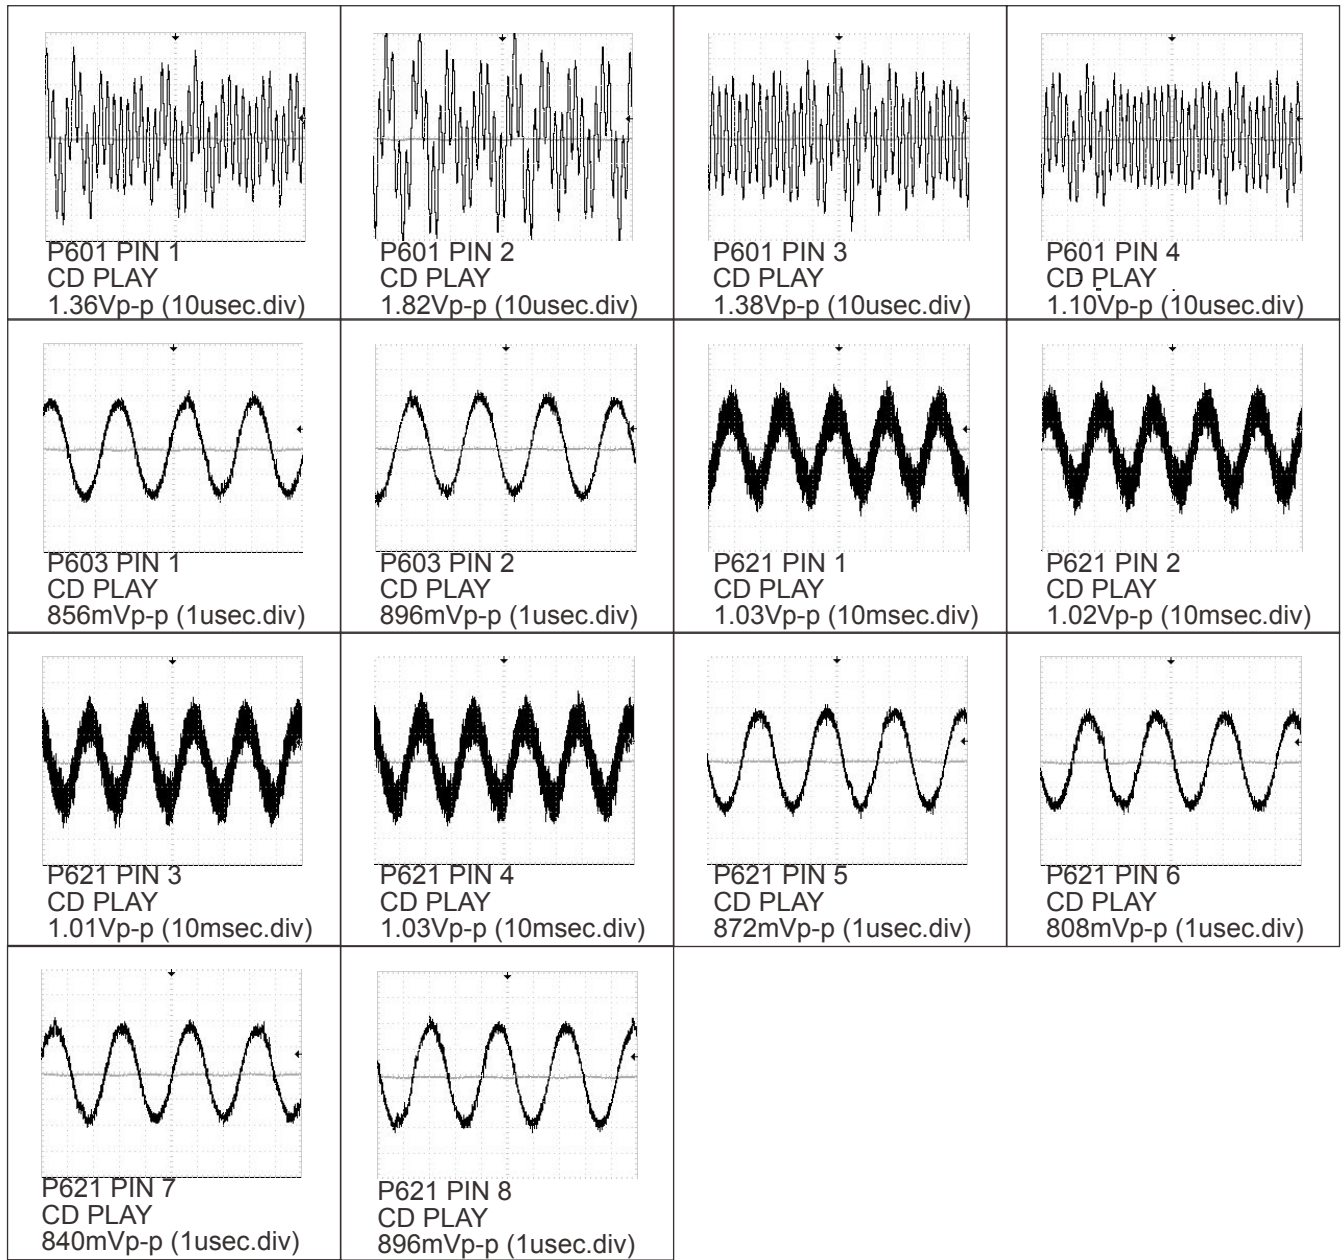 P601 PIN 1
CD PLAY
1.36Vp-p (10usec.div)
P601 PIN 2
CD PLAY
1.82Vp-p (10usec.div)
P601 PIN 3
CD PLAY
1.38Vp-p (10usec.div)
P601 PIN 4
CD PLAY
1.10Vp-p (10usec.div)
P603 PIN 1
CD PLAY
856mVp-p (1usec.div)
P603 PIN 2
CD PLAY
896mVp-p (1usec.div)
P621 PIN 1
CD PLAY
1.03Vp-p (10msec.div)
P621 PIN 2
CD PLAY
1.02Vp-p (10msec.div)
P621 PIN 3
CD PLAY
1.01Vp-p (10msec.div)
P621 PIN 4
CD PLAY
1.03Vp-p (10msec.div)
P621 PIN 5
CD PLAY
872mVp-p (1usec.div)
P621 PIN 6
CD PLAY
808mVp-p (1usec.div)
P621 PIN 7
CD PLAY
840mVp-p (1usec.div)
P621 PIN 8
CD PLAY
896mVp-p (1usec.div)